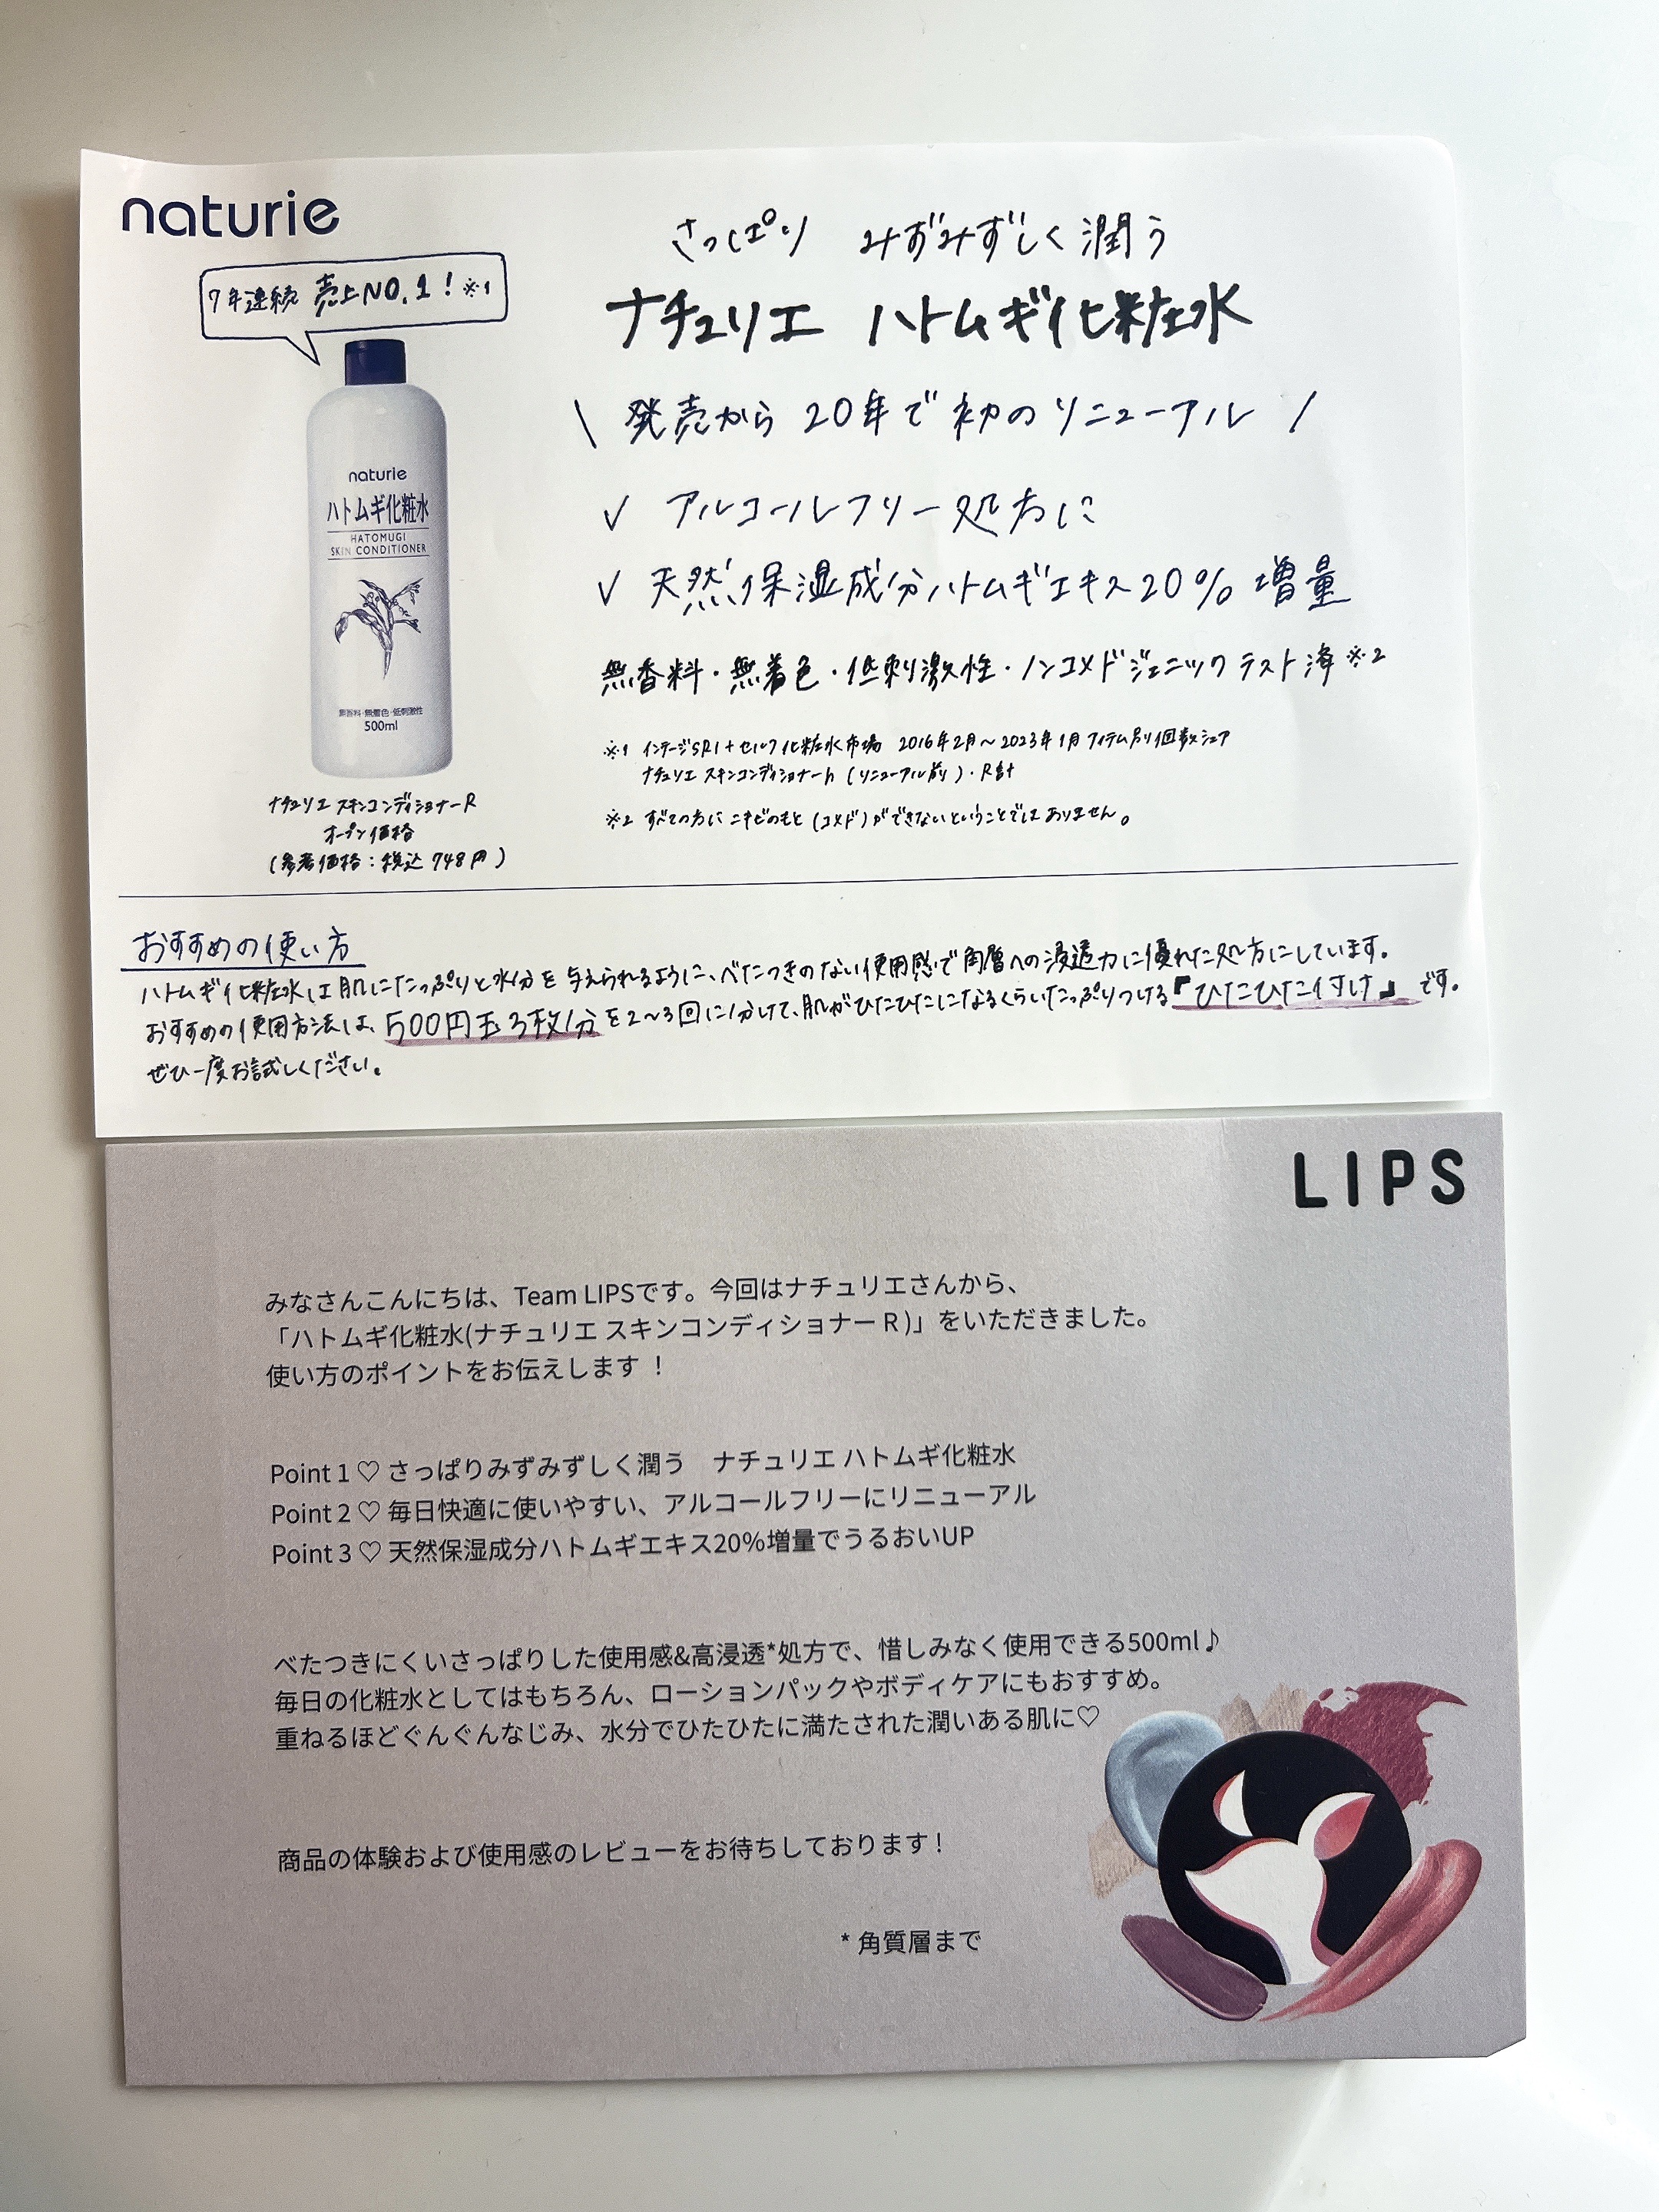 naturie
7年連続 売上NO.1!※1
naturie
ハトムギ化粧水
HATOMUGI
SKIN CONDITIONER
無香料・無着色・低刺激性
500ml
ナチュリエ スキンコンディショナーR
オープン価格
(参考価格:税込748円)
さっぱり みずみずしく潤う
ナチュリエ ハトムギ化粧水
\ 発売から20年で初のリニューアル /
✓ アルコールフリー処方に
✓ 天然保湿成分ハトムギエキス20%増量
無香料・無着色・低刺激性・ノンコメドジェニックテスト済※2
※1 インテージSRI+セルフ化粧水市場 2016年2月~2023年1月アイテム別個数シェア
ナチュリエ スキンコンディショナーh(リニューアル前)・R計
※2 すべての方にニキビのもと(コメド)ができないということではありません。
おすすめの使い方
ハトムギ化粧水は肌にたっぷりと水分を与えられるように、べたつきのない使用感で角層への浸透力に優れた処方にしています。
おすすめの使用方法は、500円玉3枚分を2~3回に分けて、肌がひたひたになるくらいたっぷりつける『ひたひた付け』です。
ぜひ一度お試しください。
LIPS
みなさんこんにちは、Team LIPSです。今回はナチュリエさんから、
「ハトムギ化粧水(ナチュリエ スキンコンディショナー R )」をいただきました。
使い方のポイントをお伝えします!
Point 1 ♡ さっぱりみずみずしく潤う ナチュリエ ハトムギ化粧水
Point 2 ♡ 毎日快適に使いやすい、アルコールフリーにリニューアル
Point 3 ♡ 天然保湿成分ハトムギエキス20%増量でうるおいUP
べたつきにくいさっぱりした使用感&高浸透*処方で、惜しみなく使用できる500ml♪
毎日の化粧水としてはもちろん、ローションパックやボディケアにもおすすめ。
重ねるほどぐんぐんなじみ、水分でひたひたに満たされた潤いある肌に♡
商品の体験および使用感のレビューをお待ちしております!
* 角質層まで